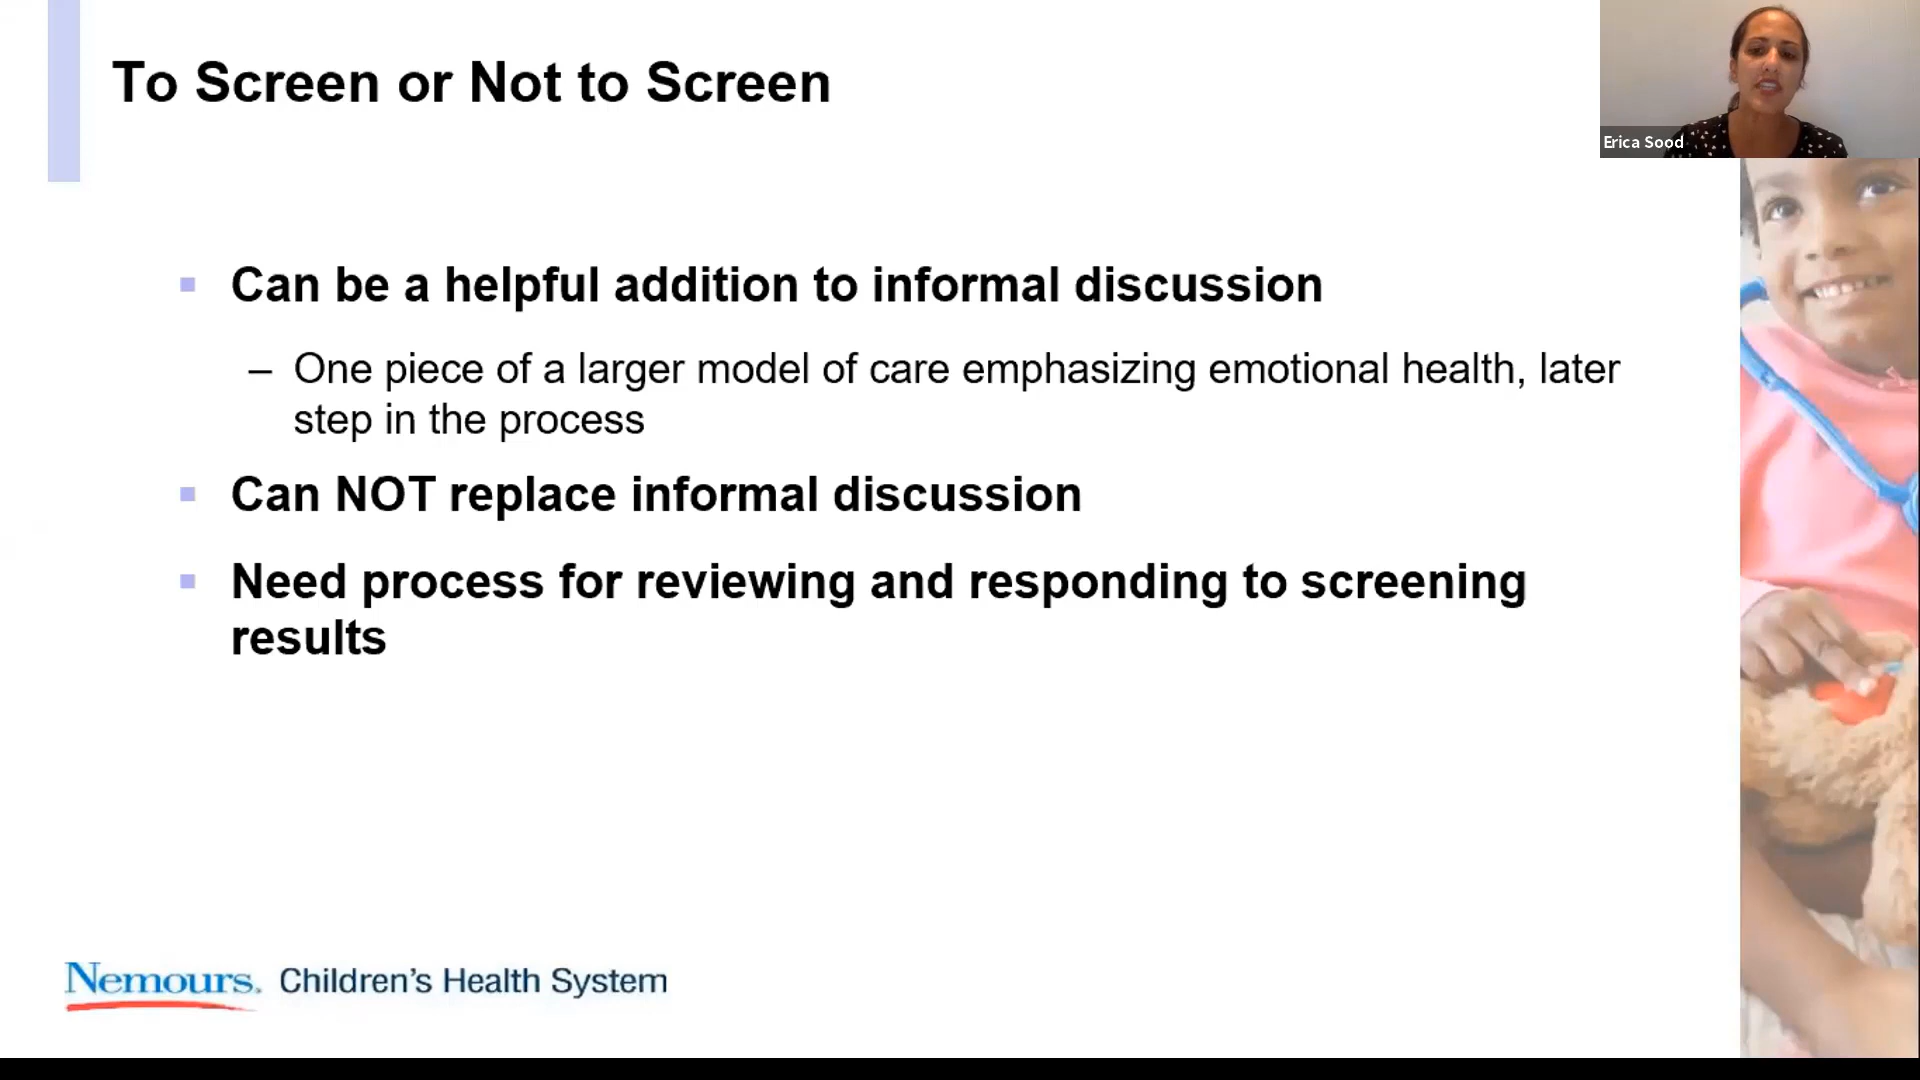 To Screen or Not to Screen
Erica Sood
Can be a helpful addition to informal discussion
– One piece of a larger model of care emphasizing emotional health, later
step in the process
Can NOT replace informal discussion
Need process for reviewing and responding to screening
results
Nemours. Children's Health System